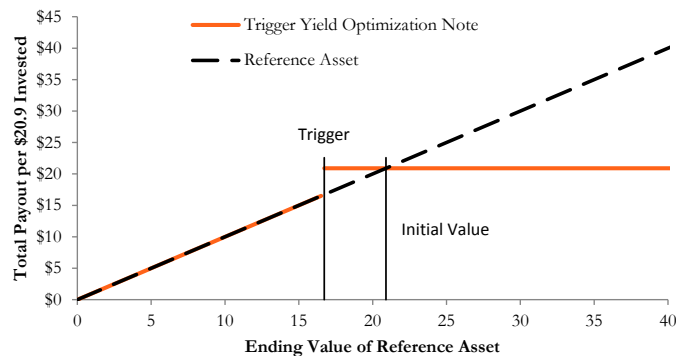 $45
$40
$35
$30
$25
$20
$15
$10
$5
$0
Total Payout per $20.9 Invested
Trigger Yield Optimization Note
Reference Asset
Trigger
Initial Value
0 5 10 15 20 25 30 35 40
Ending Value of Reference Asset